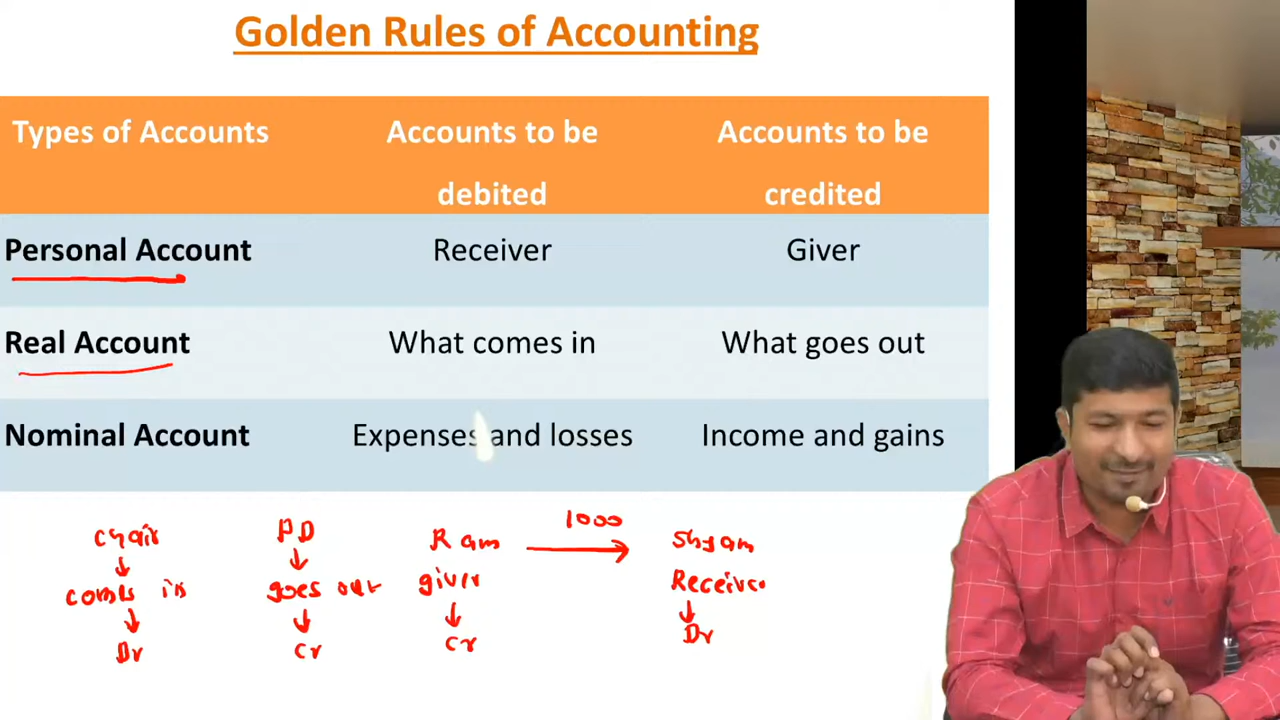 Golden Rules of Accounting
Types of Accounts
Accounts to be debited
Accounts to be credited
Personal Account Receiver Giver
Real Account What comes in What goes out
Nominal Account Expenses and losses Income and gains
1000
Chair PD Ram Shyam
comes in goes out giver Receiver
Dr Cr Cr Dr